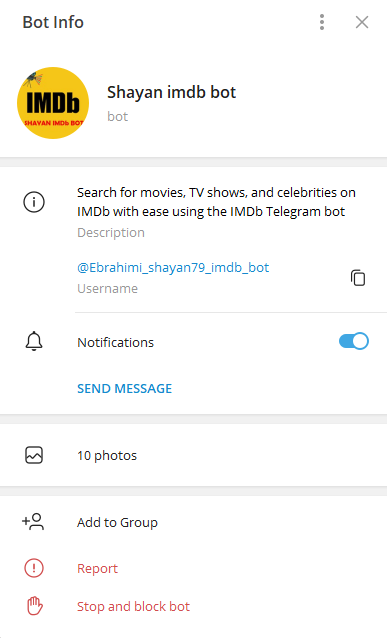 Bot Info
IMDb
SHAYAN IMDb BOT
Shayan imdb bot
bot
Search for movies, TV shows, and celebrities on
IMDb with ease using the IMDb Telegram bot
Description
@Ebrahimi_shayan79_imdb_bot
Username
Notifications
SEND MESSAGE
10 photos
Add to Group
Report
Stop and block bot